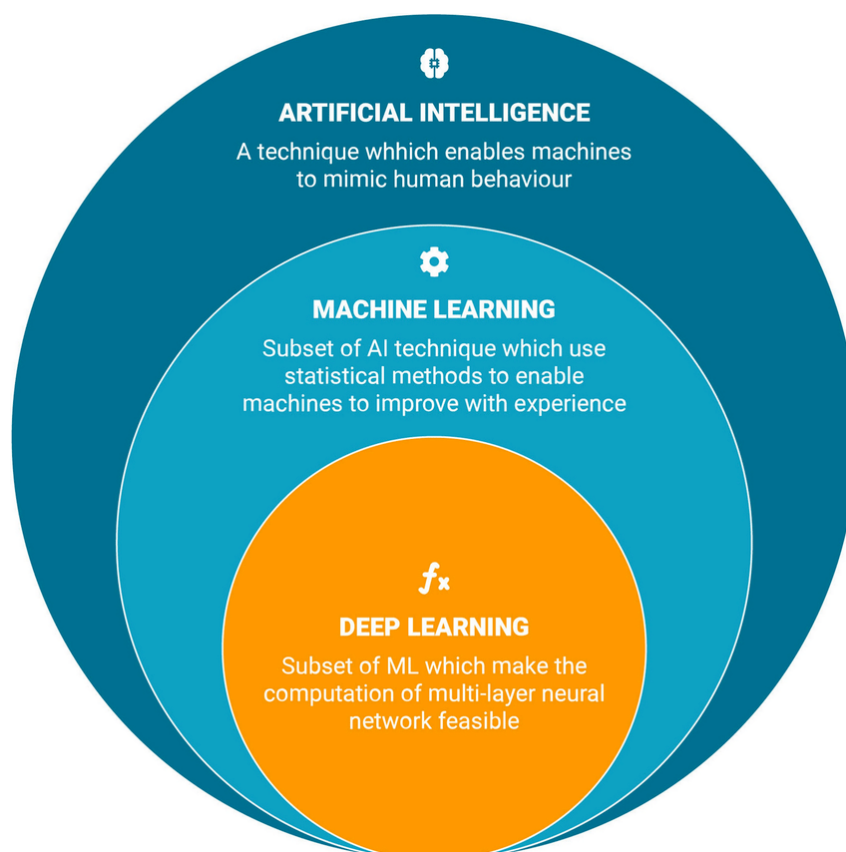 ARTIFICIAL INTELLIGENCE
A technique whhich enables machines
to mimic human behaviour
MACHINE LEARNING
Subset of AI technique which use
statistical methods to enable
machines to improve with experience
fx
DEEP LEARNING
Subset of ML which make the
computation of multi-layer neural
network feasible